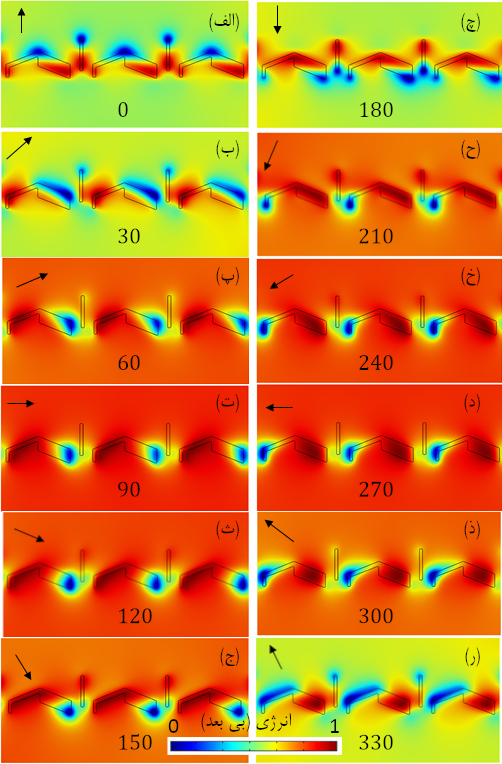 (الف)
0
(ب)
30
(پ)
60
(ت)
90
(ث)
120
(ج)
150
(چ)
180
(ح)
210
(خ)
240
(د)
270
(ذ)
300
(ر)
330
0 انرژی (بی بعد) 1